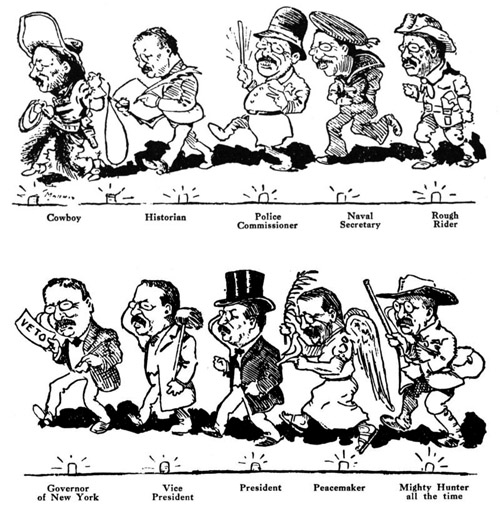 Cowboy
Historian
Police
Commissioner
Naval
Secretary
Rough
Rider
VETO
Governor
of New York
Vice
President
President
Peacemaker
Mighty Hunter
all the time